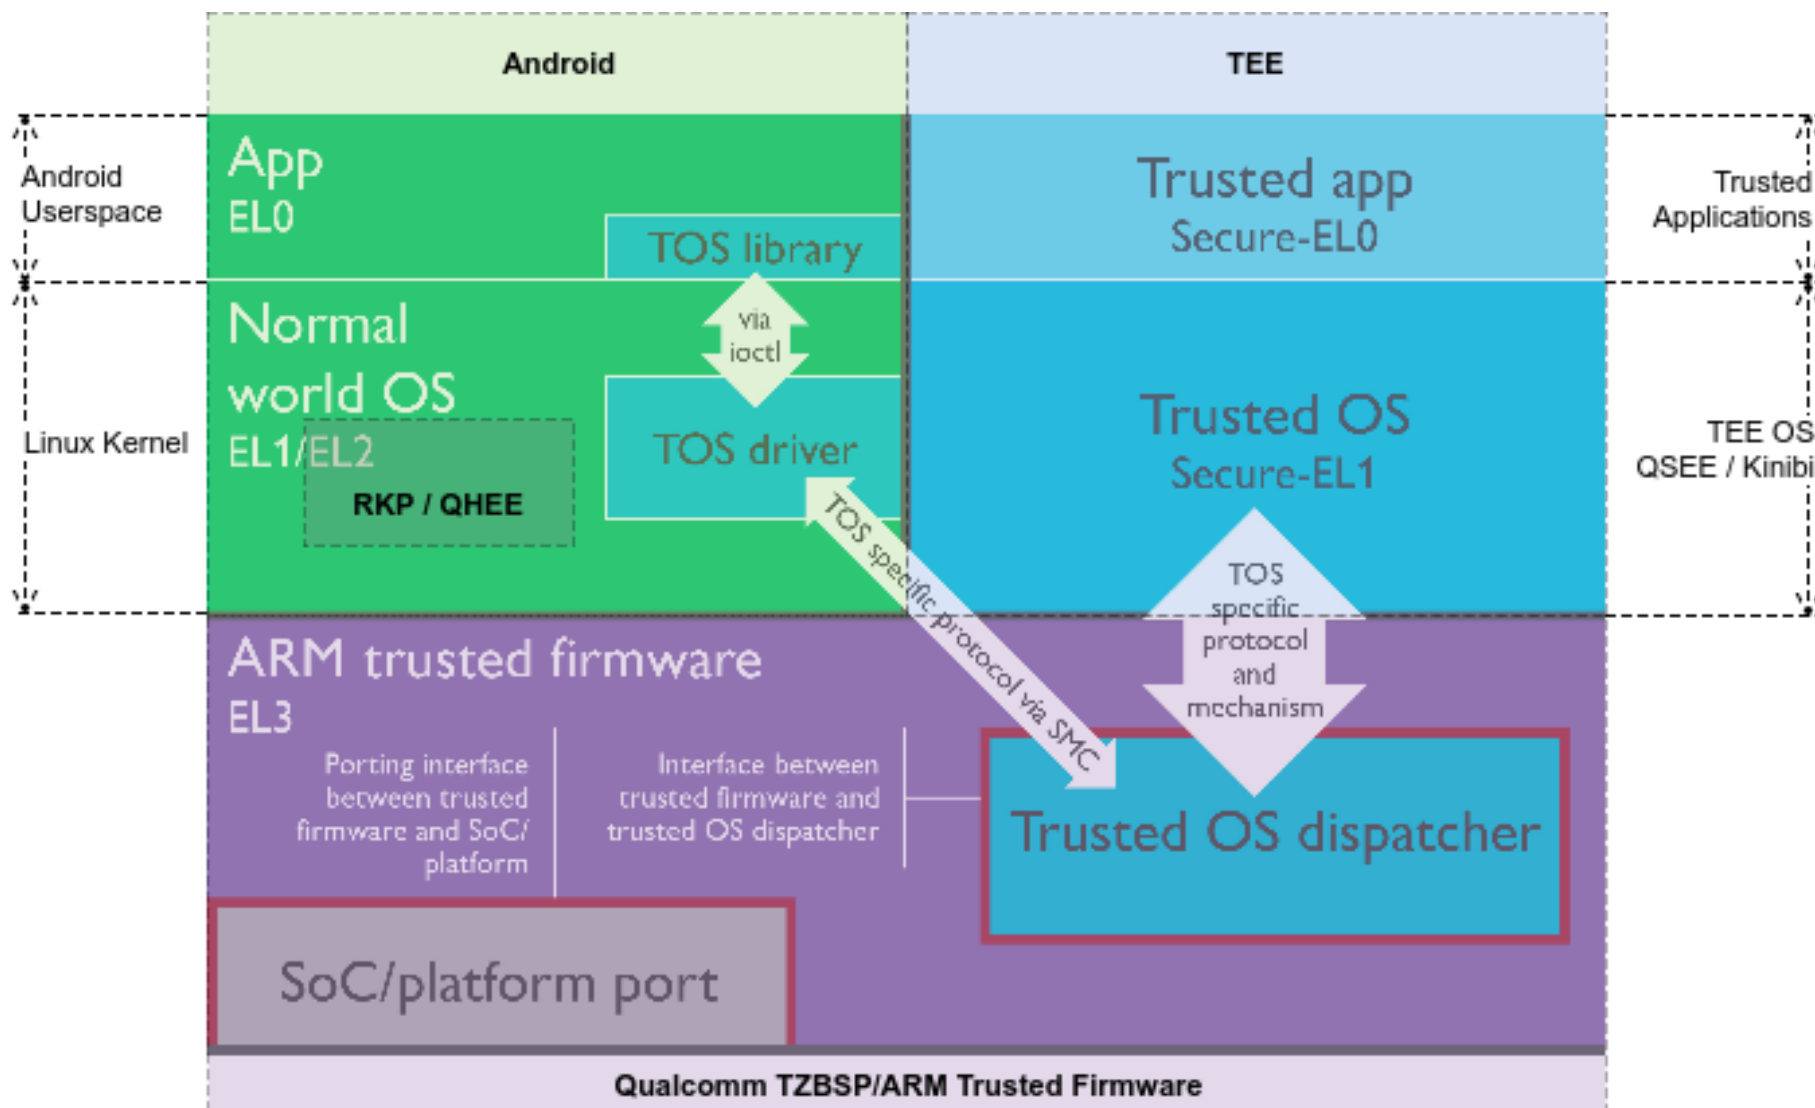 Android
TEE
Android
Userspace
App
EL0
TOS library
Trusted app
Secure-EL0
Trusted
Applications
Linux Kernel
Normal
world OS
EL1/EL2
RKP / QHEE
via
ioctl
TOS driver
Trusted OS
Secure-EL1
TEE OS
QSEE / Kinibi
TOS specific protocol via SMC
TOS
specific
protocol
and
mechanism
ARM trusted firmware
EL3
Porting interface
between trusted
firmware and SoC/
platform
Interface between
trusted firmware and
trusted OS dispatcher
Trusted OS dispatcher
SoC/platform port
Qualcomm TZBSP/ARM Trusted Firmware